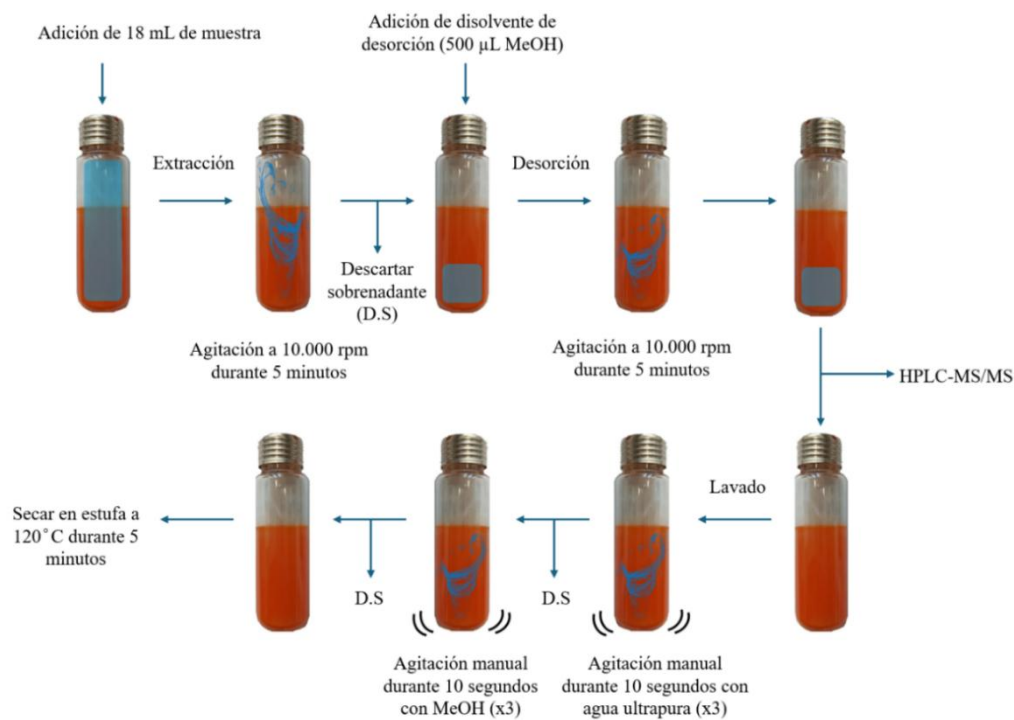 Adición de 18 mL de muestra
Adición de disolvente de
desorción (500 µL MeOH)
Extracción
Desorción
Descartar
sobrenadante
(D.S)
Agitación a 10.000 rpm
durante 5 minutos
Agitación a 10.000 rpm
durante 5 minutos
HPLC-MS/MS
Lavado
Secar en estufa a
120˚C durante 5
minutos
D.S
D.S
Agitación manual
durante 10 segundos
con MeOH (x3)
Agitación manual
durante 10 segundos con
agua ultrapura (x3)